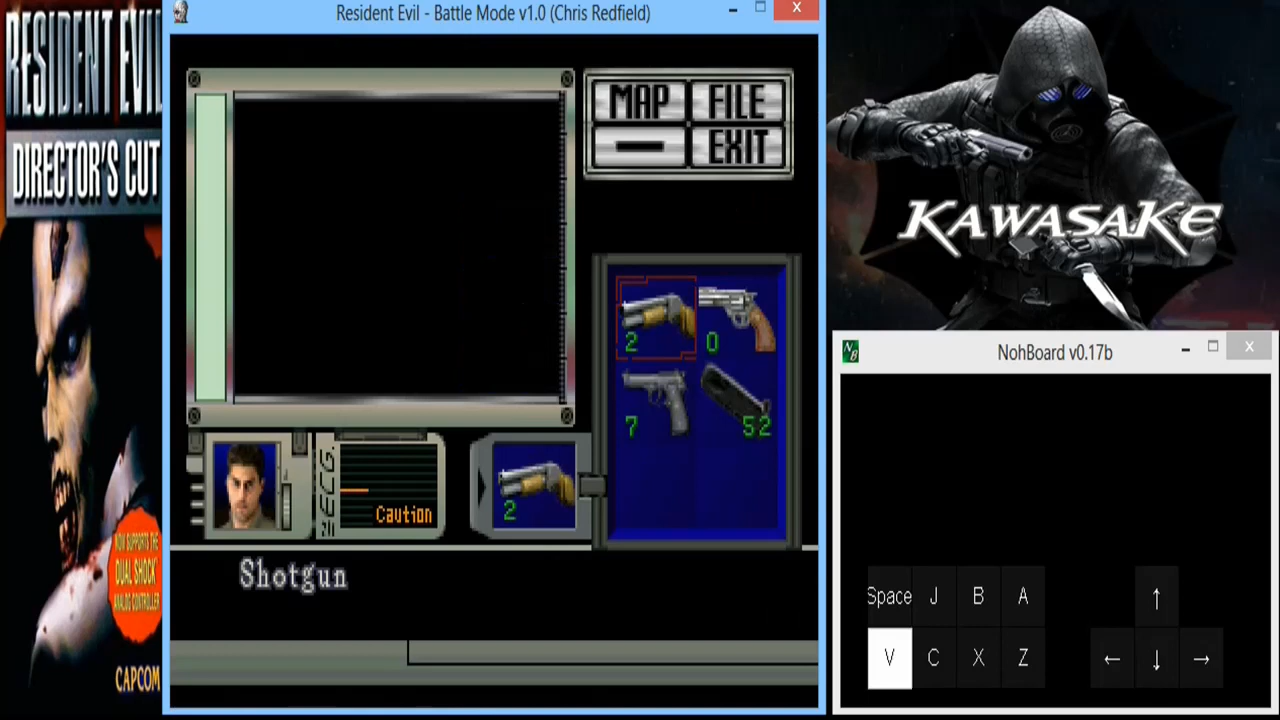 RESIDENT EVIL
DIRECTOR'S CUT
NOW SUPPORTS THE
DUAL SHOCK
ANALOG CONTROLLER
CAPCOM
Resident Evil - Battle Mode v1.0 (Chris Redfield)
MAP
FILE
EXIT
2
0
7
52
ECG
Caution
2
Shotgun
KAWASAKE
NB
NohBoard v0.17b
Space J B A ↑
V C X Z ← ↓ →